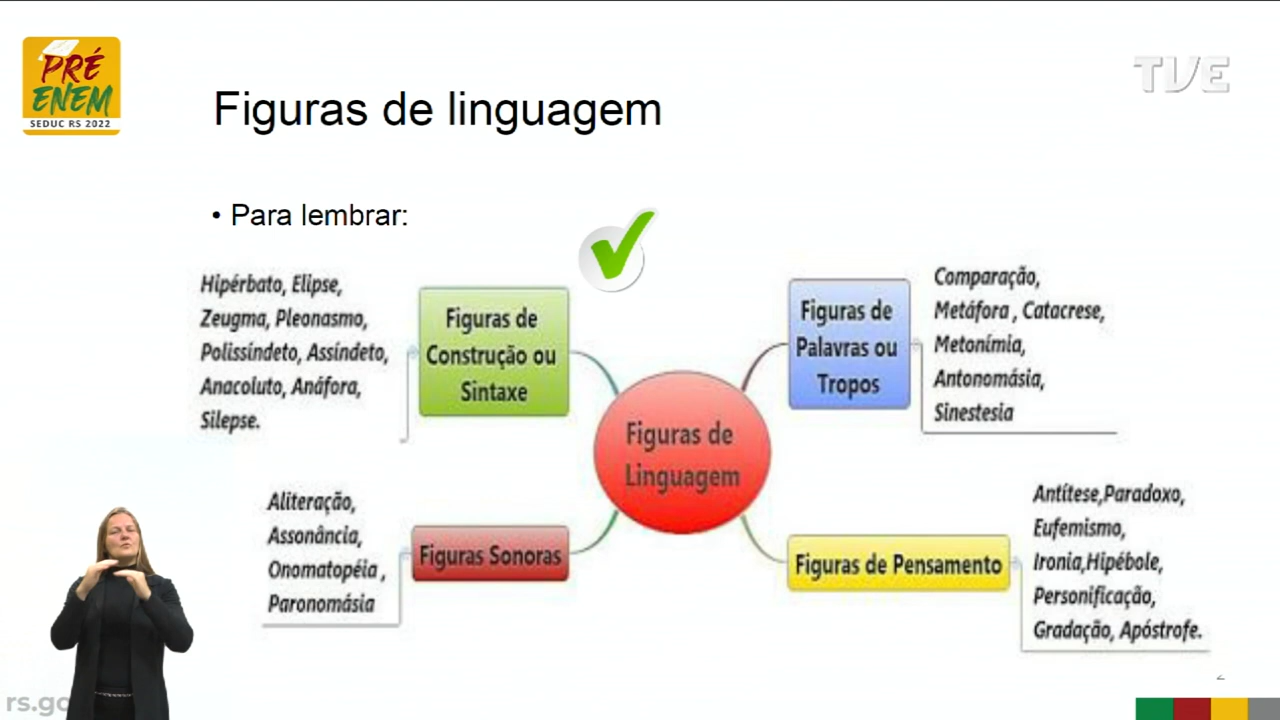 PRÉ
ENEM
SEDUC RS 2022
TVE
Figuras de linguagem
• Para lembrar:
Hipérbato, Elipse,
Zeugma, Pleonasmo,
Polissíndeto, Assíndeto,
Anacoluto, Anáfora,
Silepse.
Figuras de
Construção ou
Sintaxe
Figuras de
Palavras ou
Tropos
Comparação,
Metáfora , Catacrese,
Metonímia,
Antonomásia,
Sinestesia
Figuras de
Linguagem
Aliteração,
Assonância,
Onomatopéia ,
Paronomásia
Figuras Sonoras
Figuras de Pensamento
Antítese,Paradoxo,
Eufemismo,
Ironia,Hipébole,
Personificação,
Gradação, Apóstrofe.
2
rs.go